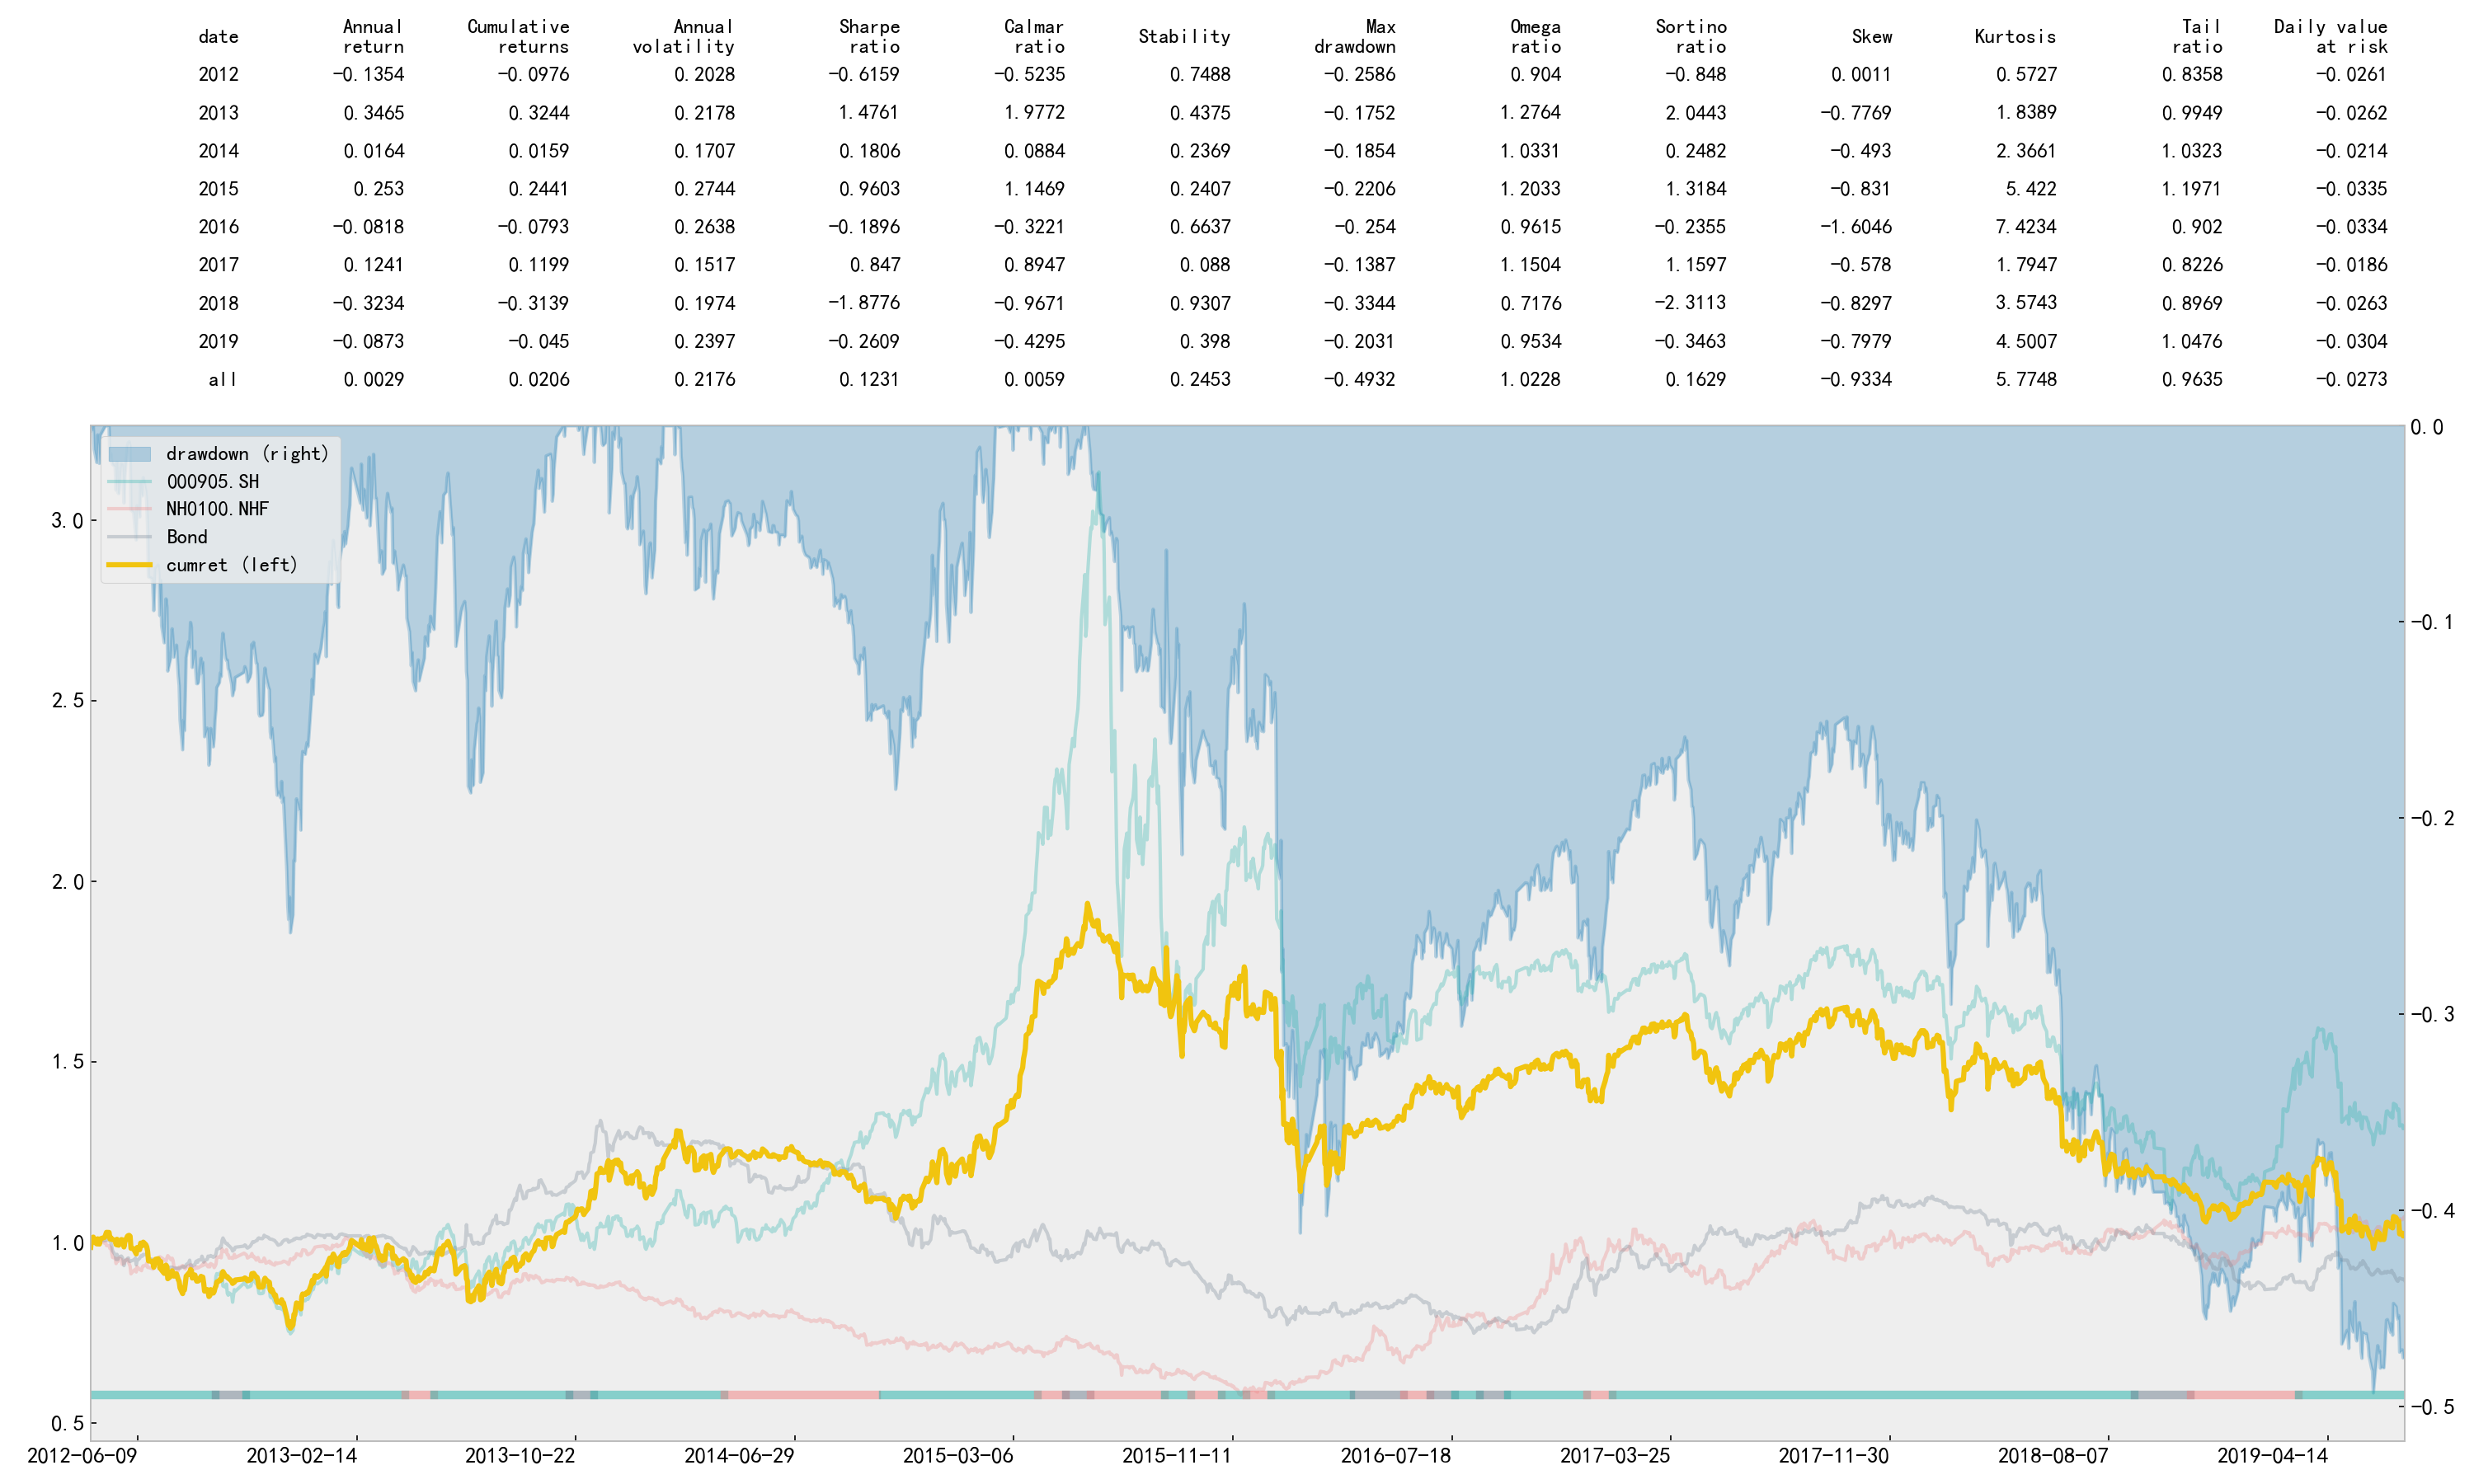 date Annual return Cumulative returns Annual volatility Sharpe ratio Calmar ratio Stability Max drawdown Omega ratio Sortino ratio Skew Kurtosis Tail ratio Daily value at risk
2012 -0.1354 -0.0976 0.2028 -0.6159 -0.5235 0.7488 -0.2586 0.904 -0.848 0.0011 0.5727 0.8358 -0.0261
2013 0.3465 0.3244 0.2178 1.4761 1.9772 0.4375 -0.1752 1.2764 2.0443 -0.7769 1.8389 0.9949 -0.0262
2014 0.0164 0.0159 0.1707 0.1806 0.0884 0.2369 -0.1854 1.0331 0.2482 -0.493 2.3661 1.0323 -0.0214
2015 0.253 0.2441 0.2744 0.9603 1.1469 0.2407 -0.2206 1.2033 1.3184 -0.831 5.422 1.1971 -0.0335
2016 -0.0818 -0.0793 0.2638 -0.1896 -0.3221 0.6637 -0.254 0.9615 -0.2355 -1.6046 7.4234 0.902 -0.0334
2017 0.1241 0.1199 0.1517 0.847 0.8947 0.088 -0.1387 1.1504 1.1597 -0.578 1.7947 0.8226 -0.0186
2018 -0.3234 -0.3139 0.1974 -1.8776 -0.9671 0.9307 -0.3344 0.7176 -2.3113 -0.8297 3.5743 0.8969 -0.0263
2019 -0.0873 -0.045 0.2397 -0.2609 -0.4295 0.398 -0.2031 0.9534 -0.3463 -0.7979 4.5007 1.0476 -0.0304
all 0.0029 0.0206 0.2176 0.1231 0.0059 0.2453 -0.4932 1.0228 0.1629 -0.9334 5.7748 0.9635 -0.0273
drawdown (right)
000905.SH
NH0100.NHF
Bond
cumret (left)
3.0
2.5
2.0
1.5
1.0
0.5
0.0
-0.1
-0.2
-0.3
-0.4
-0.5
2012-06-09 2013-02-14 2013-10-22 2014-06-29 2015-03-06 2015-11-11 2016-07-18 2017-03-25 2017-11-30 2018-08-07 2019-04-14